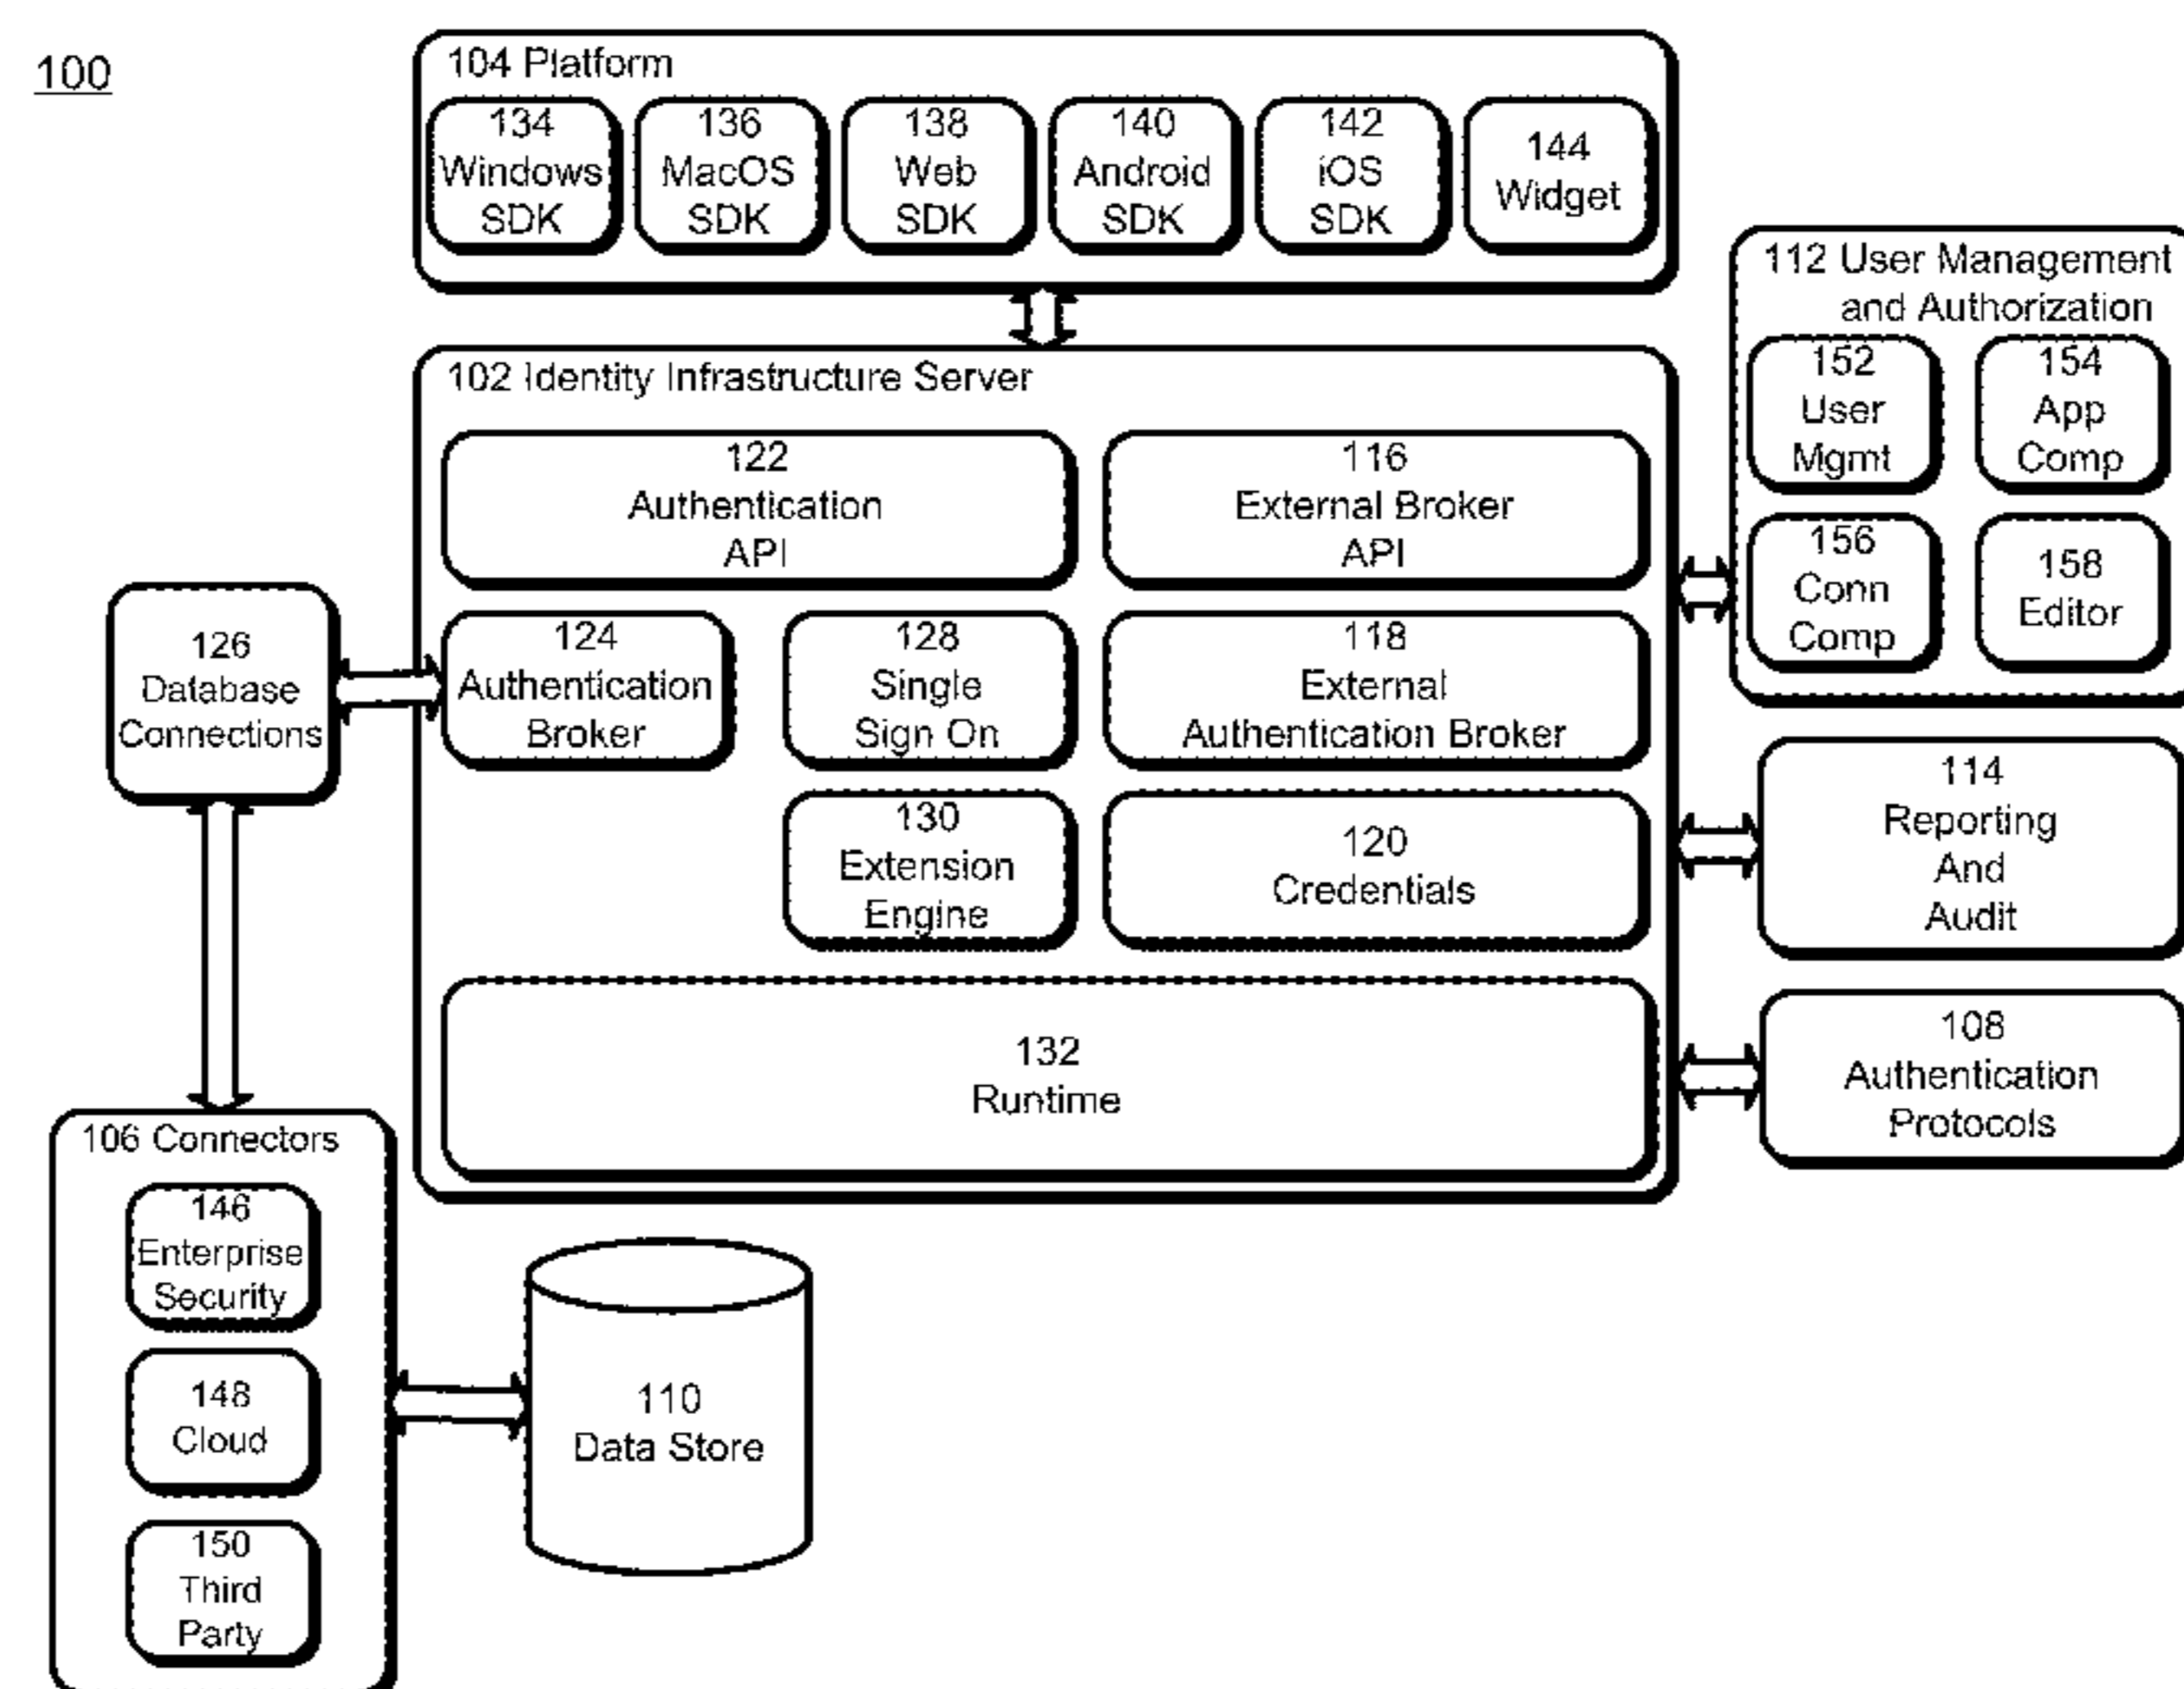 100
104 Platform
134
Windows
SDK
136
MacOS
SDK
138
Web
SDK
140
Android
SDK
142
iOS
SDK
144
Widget
102 Identity Infrastructure Server
122
Authentication
API
116
External Broker
API
124
Authentication
Broker
128
Single
Sign On
118
External
Authentication Broker
130
Extension
Engine
120
Credentials
132
Runtime
112 User Management
and Authorization
152
User
Mgmt
154
App
Comp
156
Conn
Comp
158
Editor
114
Reporting
And
Audit
108
Authentication
Protocols
126
Database
Connections
106 Connectors
146
Enterprise
Security
148
Cloud
150
Third
Party
110
Data Store